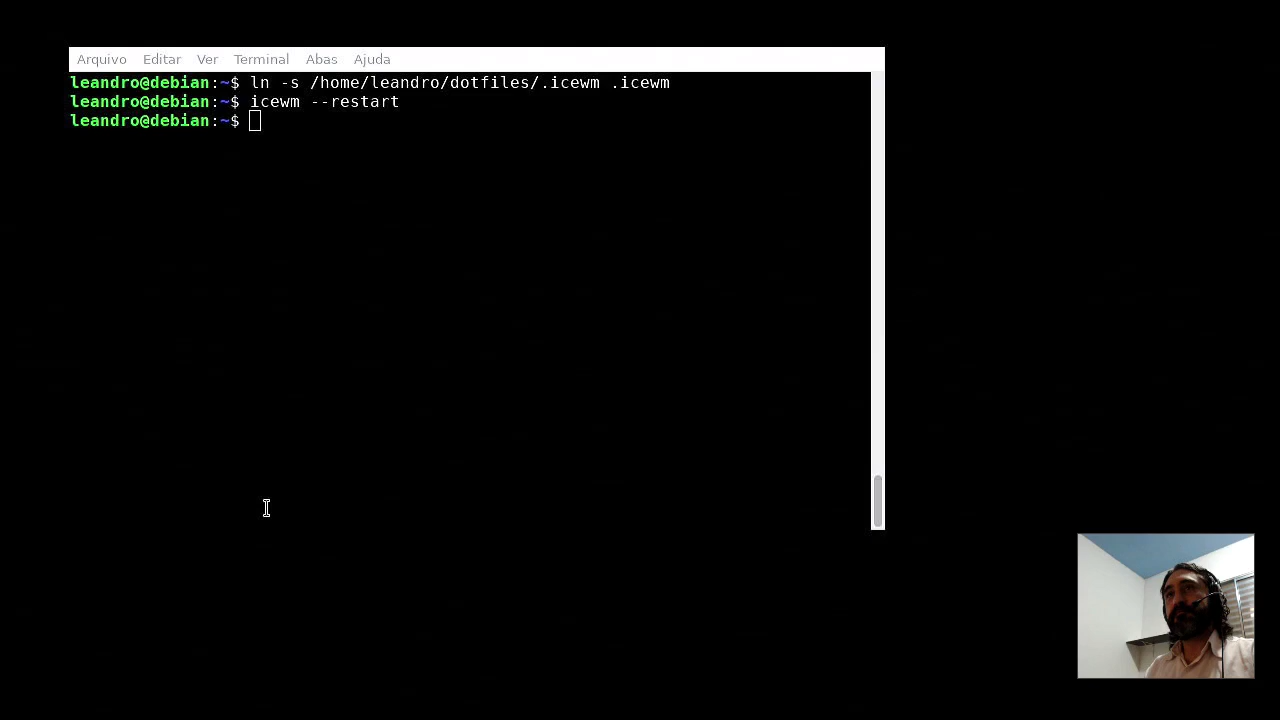 Arquivo Editar Ver Terminal Abas Ajuda
leandro@debian:~$ ln -s /home/leandro/dotfiles/.icewm .icewm
leandro@debian:~$ icewm --restart
leandro@debian:~$